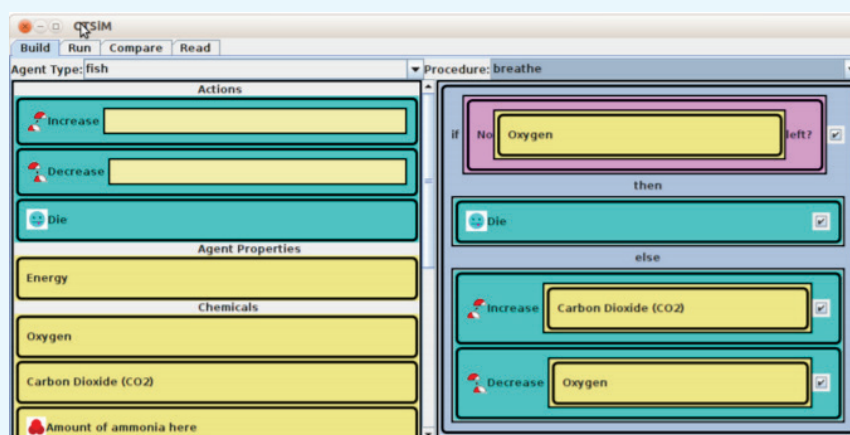 CTSiM
Build Run Compare Read
Agent Type: fish
Procedure: breathe
Actions
Increase
Decrease
Die
Agent Properties
Energy
Chemicals
Oxygen
Carbon Dioxide (CO2)
Amount of ammonia here
if No Oxygen left?
then
Die
else
Increase Carbon Dioxide (CO2)
Decrease Oxygen